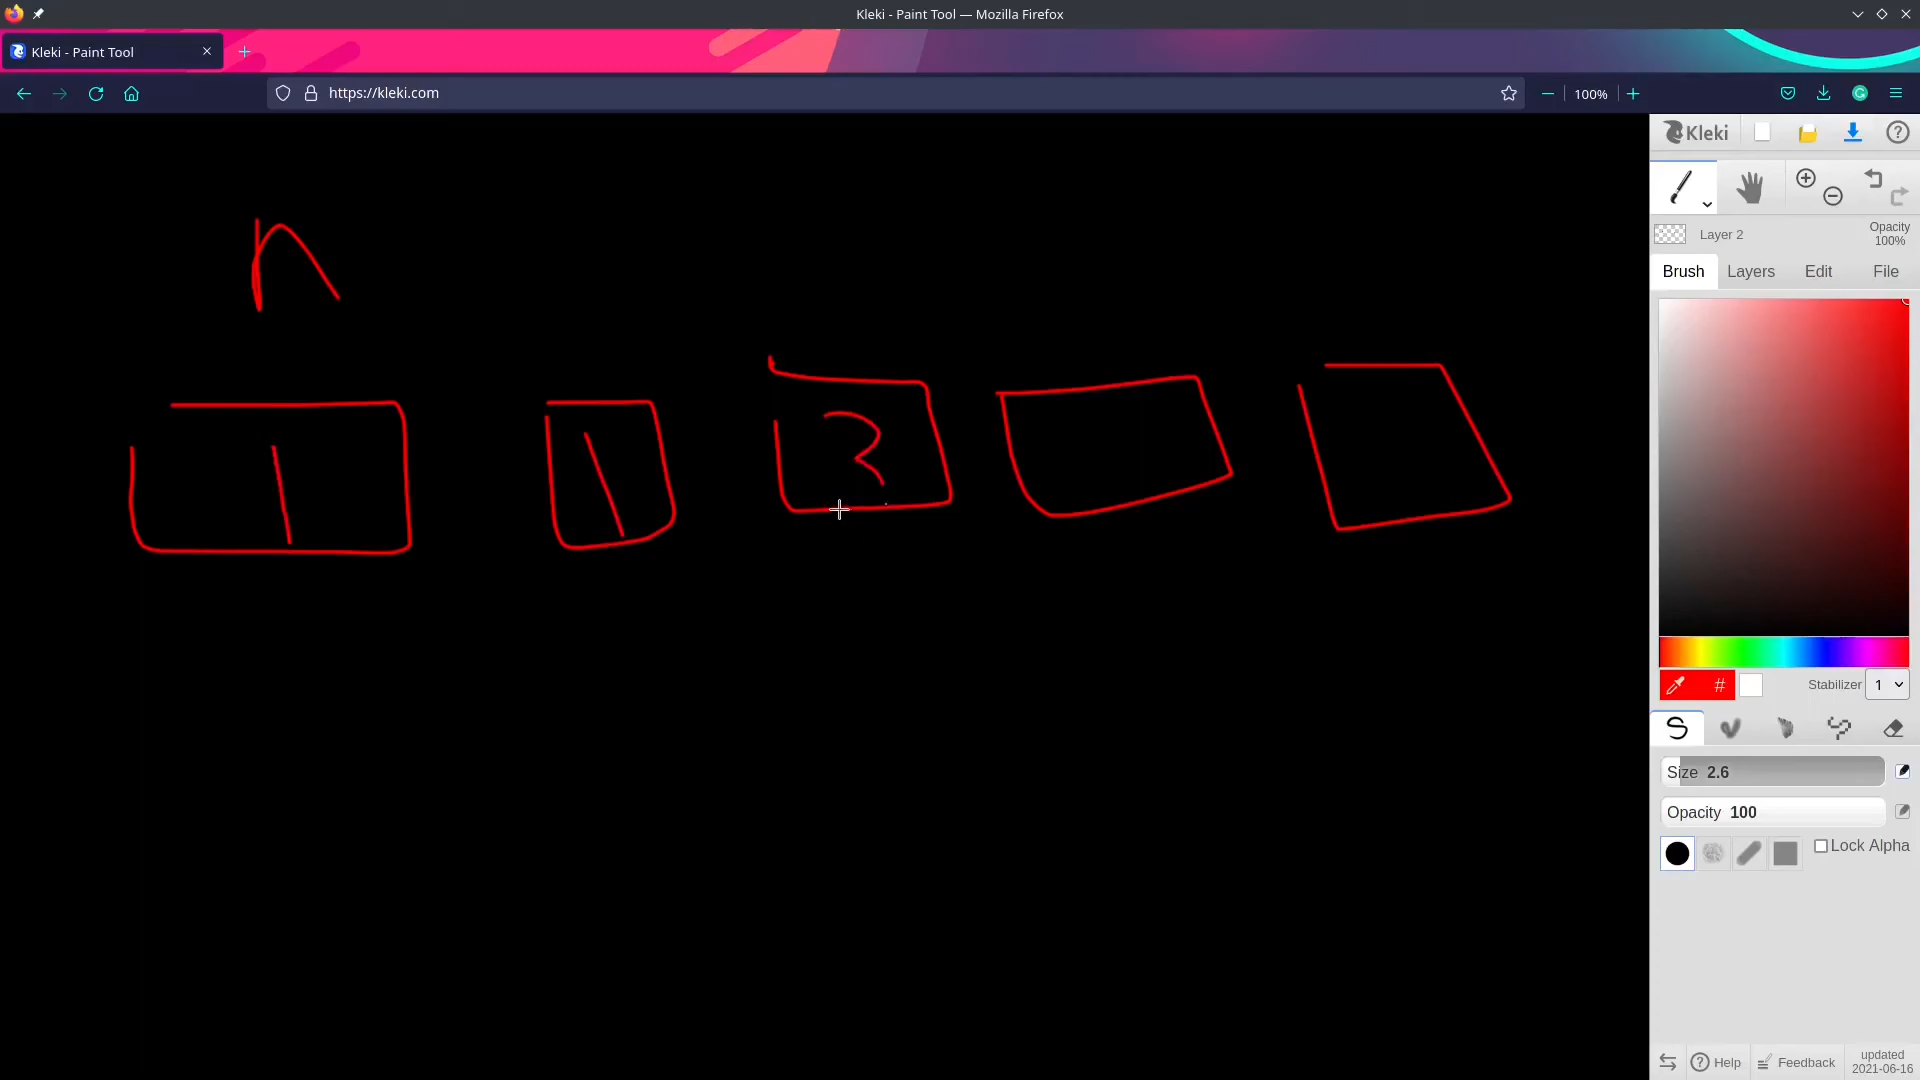 Kleki - Paint Tool — Mozilla Firefox
Kleki - Paint Tool
https://kleki.com
100%
Kleki
Layer 2
Opacity
100%
Brush Layers Edit File
n
1 1
#
Stabilizer 1
Size 2.6
Opacity 100
Lock Alpha
Help Feedback updated
2021-06-16